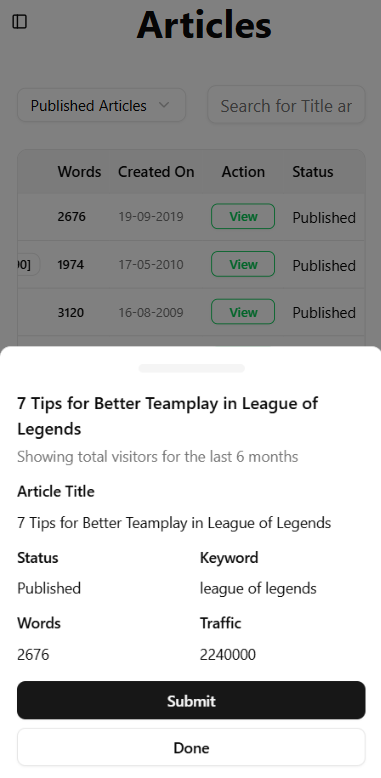 Articles
Published Articles
Search for Title ar
Words Created On Action Status
2676 19-09-2019 View Published
00] 1974 17-05-2010 View Published
3120 16-08-2009 View Published
7 Tips for Better Teamplay in League of
Legends
Showing total visitors for the last 6 months
Article Title
7 Tips for Better Teamplay in League of Legends
Status Keyword
Published league of legends
Words Traffic
2676 2240000
Submit
Done